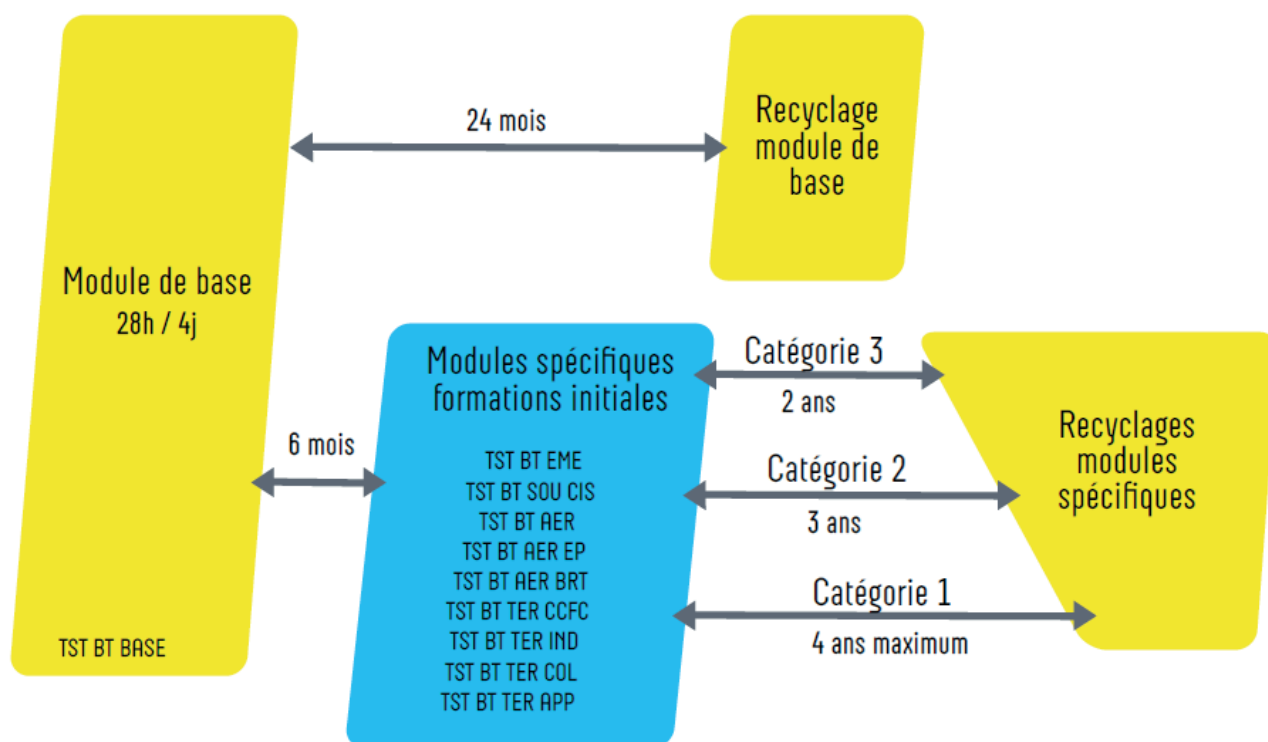 Module de base
28h / 4j
TST BT BASE
24 mois
Recyclage
module de
base
6 mois
Modules spécifiques
formations initiales
TST BT EME
TST BT SOU CIS
TST BT AER
TST BT AER EP
TST BT AER BRT
TST BT TER CCFC
TST BT TER IND
TST BT TER COL
TST BT TER APP
Catégorie 3
2 ans
Catégorie 2
3 ans
Catégorie 1
4 ans maximum
Recyclages
modules
spécifiques